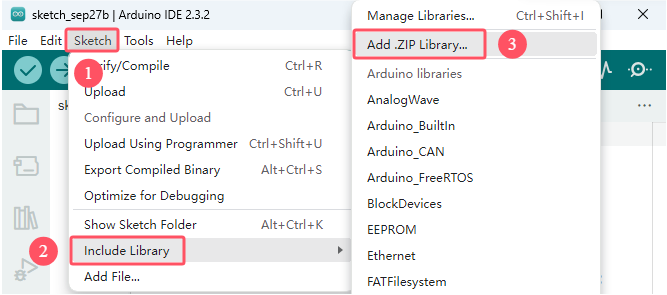 sketch_sep27b | Arduino IDE 2.3.2
File Edit Sketch Tools Help
1
Verify/Compile Ctrl+R
Upload Ctrl+U
Configure and Upload
Upload Using Programmer Ctrl+Shift+U
Export Compiled Binary Alt+Ctrl+S
Optimize for Debugging
Show Sketch Folder Alt+Ctrl+K
2
Include Library
Add File...
Manage Libraries... Ctrl+Shift+I
Add .ZIP Library...
3
Arduino libraries
AnalogWave
Arduino_BuiltIn
Arduino_CAN
Arduino_FreeRTOS
BlockDevices
EEPROM
Ethernet
FATFilesystem